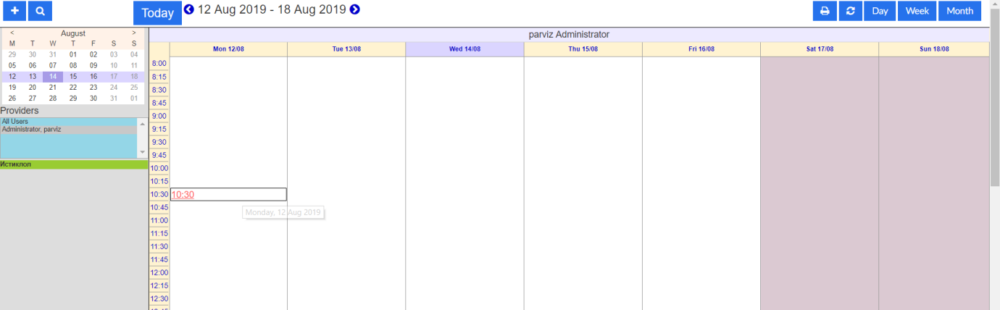 Today 12 Aug 2019 - 18 Aug 2019 Day Week Month
< August >
M T W T F S S
29 30 31 01 02 03 04
05 06 07 08 09 10 11
12 13 14 15 16 17 18
19 20 21 22 23 24 25
26 27 28 29 30 31 01
Providers
All Users
Administrator, parviz
Истиклол
parviz Administrator
Mon 12/08 Tue 13/08 Wed 14/08 Thu 15/08 Fri 16/08 Sat 17/08 Sun 18/08
8:00
8:15
8:30
8:45
9:00
9:15
9:30
9:45
10:00
10:15
10:30 10:30
10:45
Monday, 12 Aug 2019
11:00
11:15
11:30
11:45
12:00
12:15
12:30